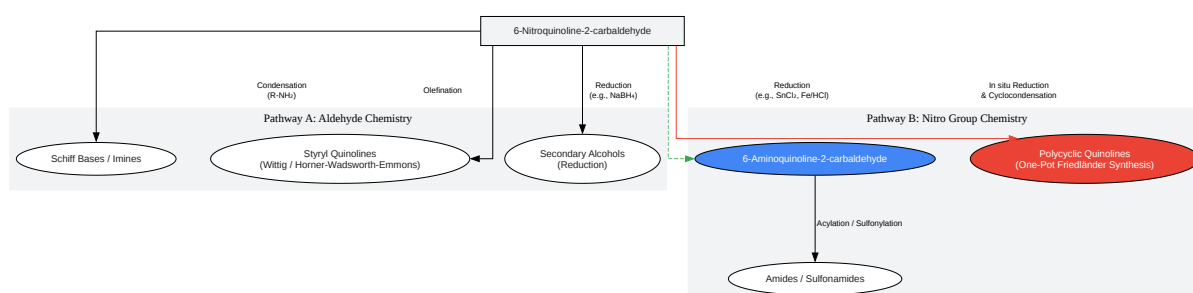 6-Nitroquinoline-2-carbaldehyde
Condensation
(R-NH₂)
Olefination
Reduction
(e.g., NaBH₄)
Reduction
(e.g., SnCl₂, Fe/HCl)
In situ Reduction
& Cyclocondensation
Pathway A: Aldehyde Chemistry
Pathway B: Nitro Group Chemistry
Schiff Bases / Imines
Styryl Quinolines
(Wittig / Horner-Wadsworth-Emmons)
Secondary Alcohols
(Reduction)
6-Aminoquinoline-2-carbaldehyde
Polycyclic Quinolines
(One-Pot Friedländer Synthesis)
Acylation / Sulfonylation
Amides / Sulfonamides